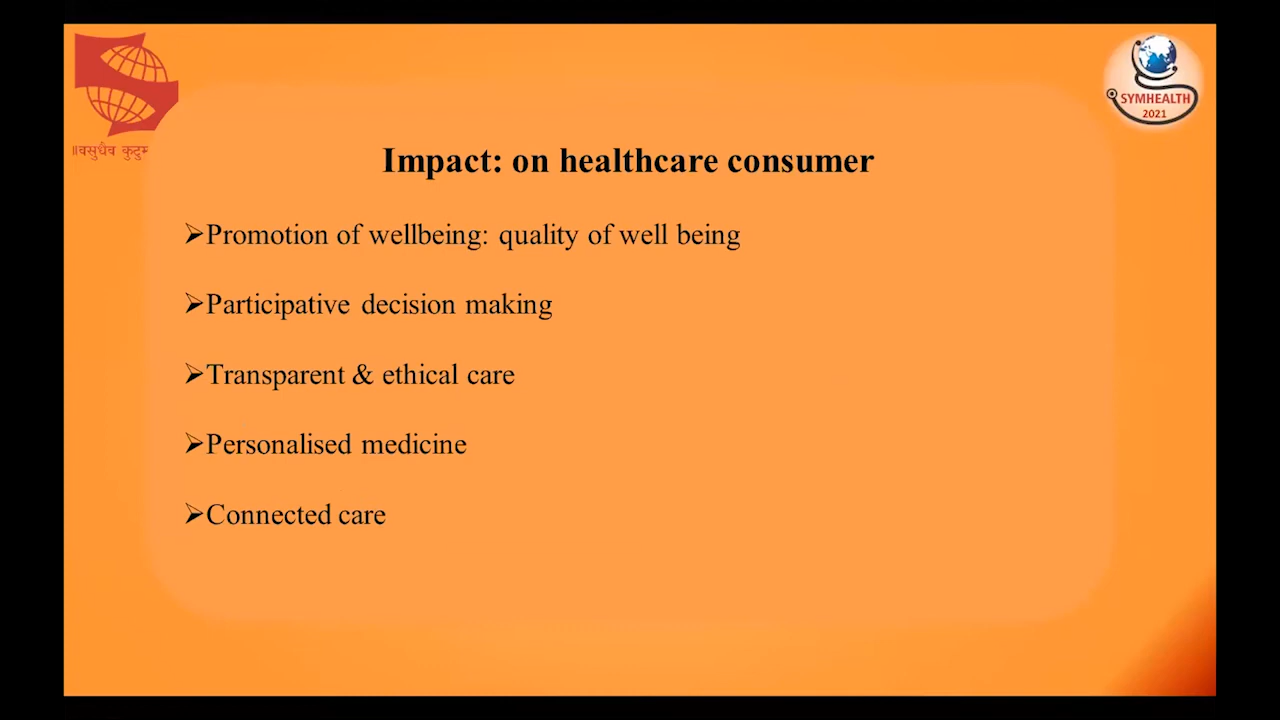 ॥वसुधैव
SYMHEALTH
2021
Impact: on healthcare consumer
➢Promotion of wellbeing: quality of well being
➢Participative decision making
➢Transparent & ethical care
➢Personalised medicine
➢Connected care